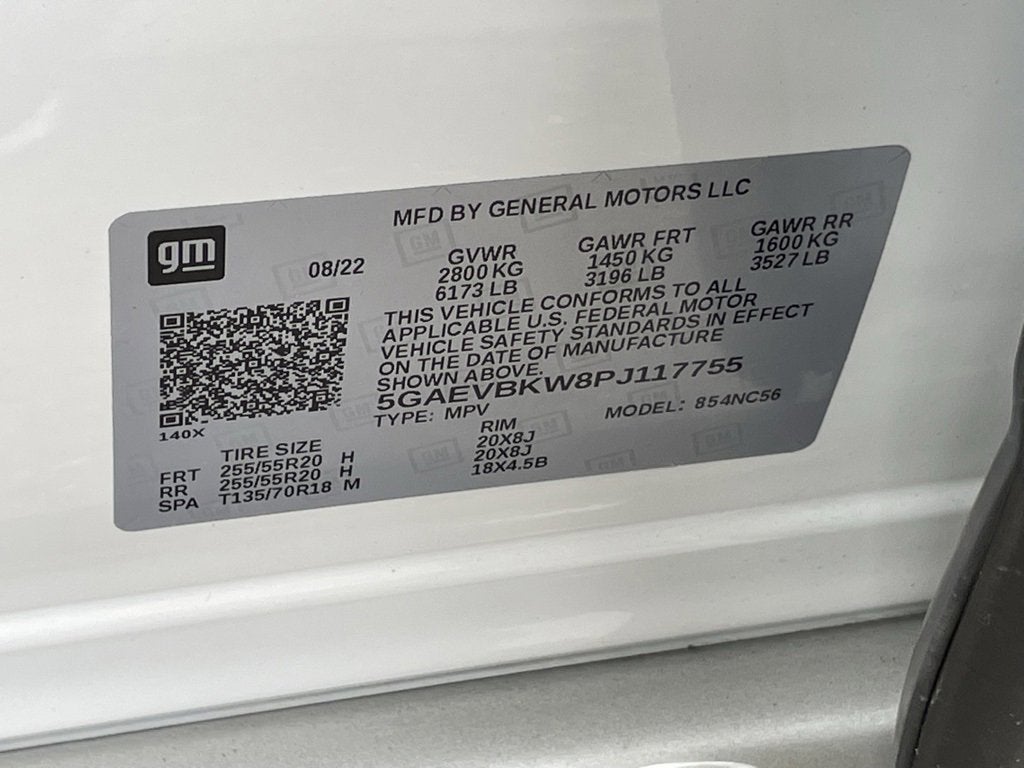 gm
MFD BY GENERAL MOTORS LLC
08/22
GVWR GAWR FRT GAWR RR
2800 KG 1450 KG 1600 KG
6173 LB 3196 LB 3527 LB
THIS VEHICLE CONFORMS TO ALL
APPLICABLE U.S. FEDERAL MOTOR
VEHICLE SAFETY STANDARDS IN EFFECT
ON THE DATE OF MANUFACTURE
SHOWN ABOVE.
5GAEVBKW8PJ117755
TYPE: MPV MODEL: 854NC56
140X
TIRE SIZE RIM
FRT 255/55R20 H 20X8J
RR 255/55R20 H 20X8J
SPA T135/70R18 M 18X4.5B